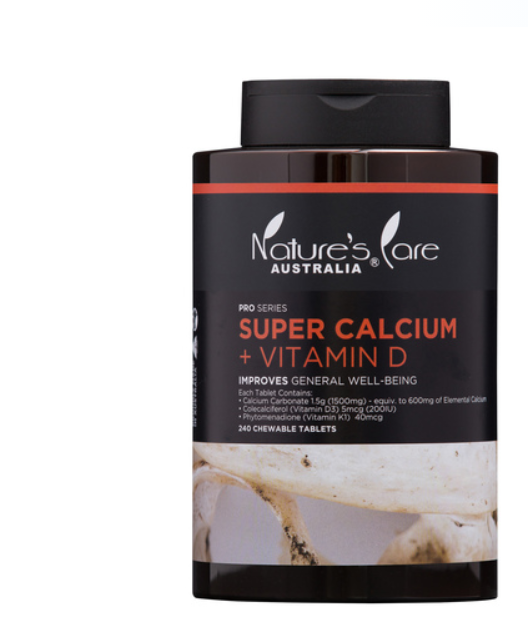 Nature's Care®
AUSTRALIA
PRO SERIES
SUPER CALCIUM
+ VITAMIN D
IMPROVES GENERAL WELL-BEING
Each Tablet Contains:
• Calcium Carbonate 1.5g (1500mg) - equiv. to 600mg of Elemental Calcium
• Colecalciferol (Vitamin D3) 5mcg (200IU)
• Phytomenadione (Vitamin K1) 40mcg
240 CHEWABLE TABLETS